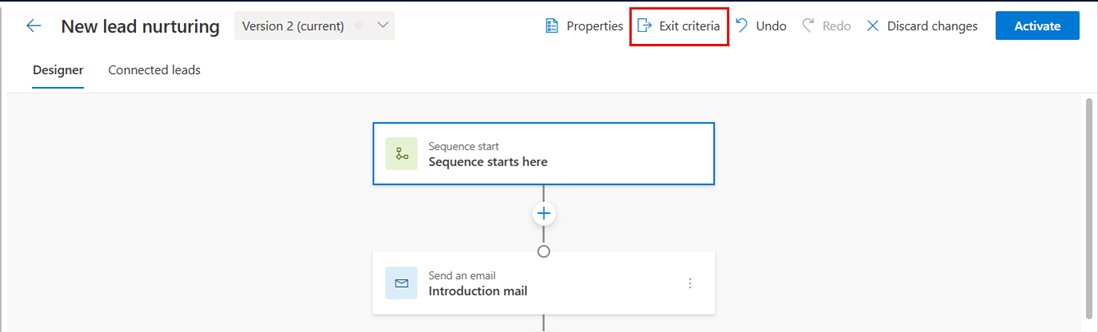 New lead nurturing Version 2 (current) Properties Exit criteria Undo Redo Discard changes Activate
Designer Connected leads
Sequence start
Sequence starts here
Send an email
Introduction mail